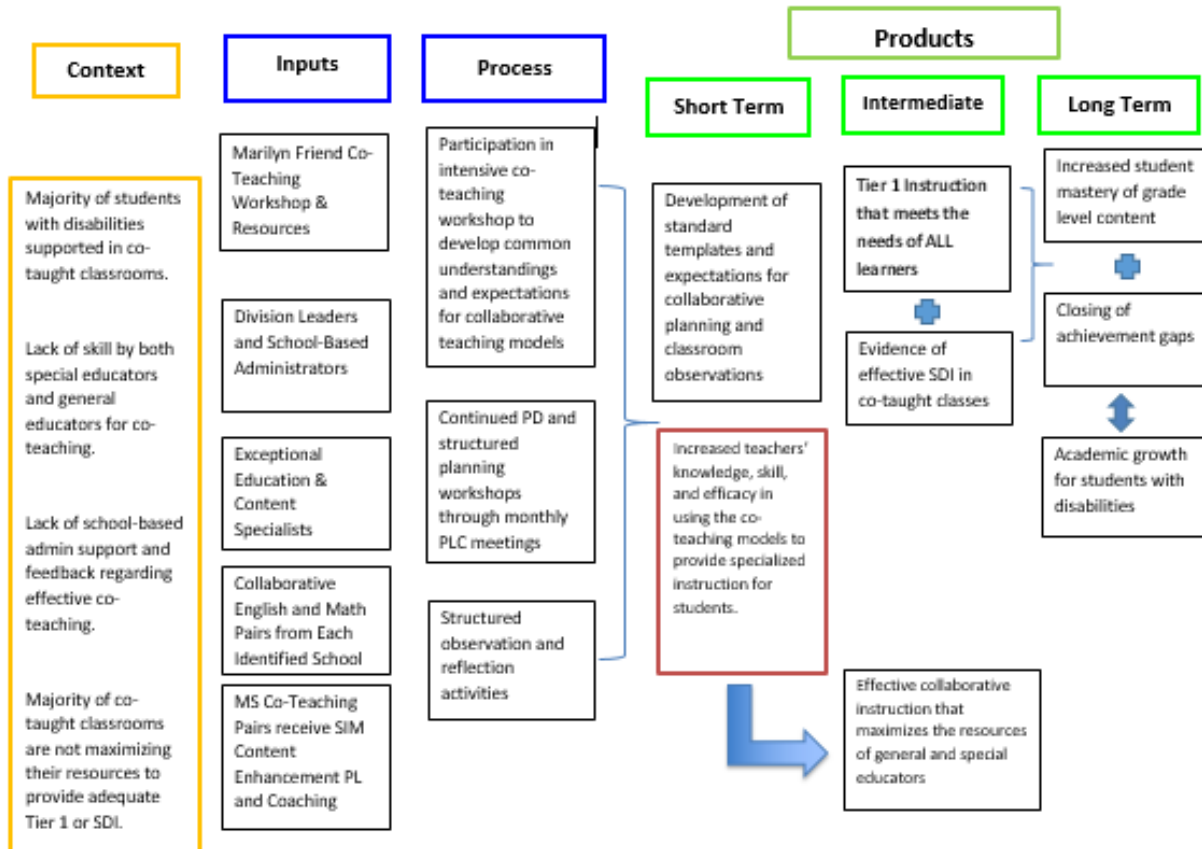 Products
Context
Inputs
Process
Short Term
Intermediate
Long Term
Majority of students
with disabilities
supported in co-
taught classrooms.
Lack of skill by both
special educators
and general
educators for co-
teaching.
Lack of school-based
admin support and
feedback regarding
effective co-
teaching.
Majority of co-
taught classrooms
are not maximizing
their resources to
provide adequate
Tier 1 or SDI.
Marilyn Friend Co-
Teaching
Workshop &
Resources
Division Leaders
and School-Based
Administrators
Exceptional
Education &
Content
Specialists
Collaborative
English and Math
Pairs from Each
Identified School
MS Co-Teaching
Pairs receive SIM
Content
Enhancement PL
and Coaching
Participation in
intensive co-
teaching
workshop to
develop common
understandings
and expectations
for collaborative
teaching models
Continued PD and
structured
planning
workshops
through monthly
PLC meetings
Structured
observation and
reflection
activities
Development of
standard
templates and
expectations for
collaborative
planning and
classroom
observations
Increased teachers'
knowledge, skill,
and efficacy in
using the co-
teaching models to
provide specialized
instruction for
students.
Tier 1 Instruction
that meets the
needs of ALL
learners
Evidence of
effective SDI in
co-taught classes
Effective collaborative
instruction that
maximizes the resources
of general and special
educators
Increased student
mastery of grade
level content
Closing of
achievement gaps
Academic growth
for students with
disabilities